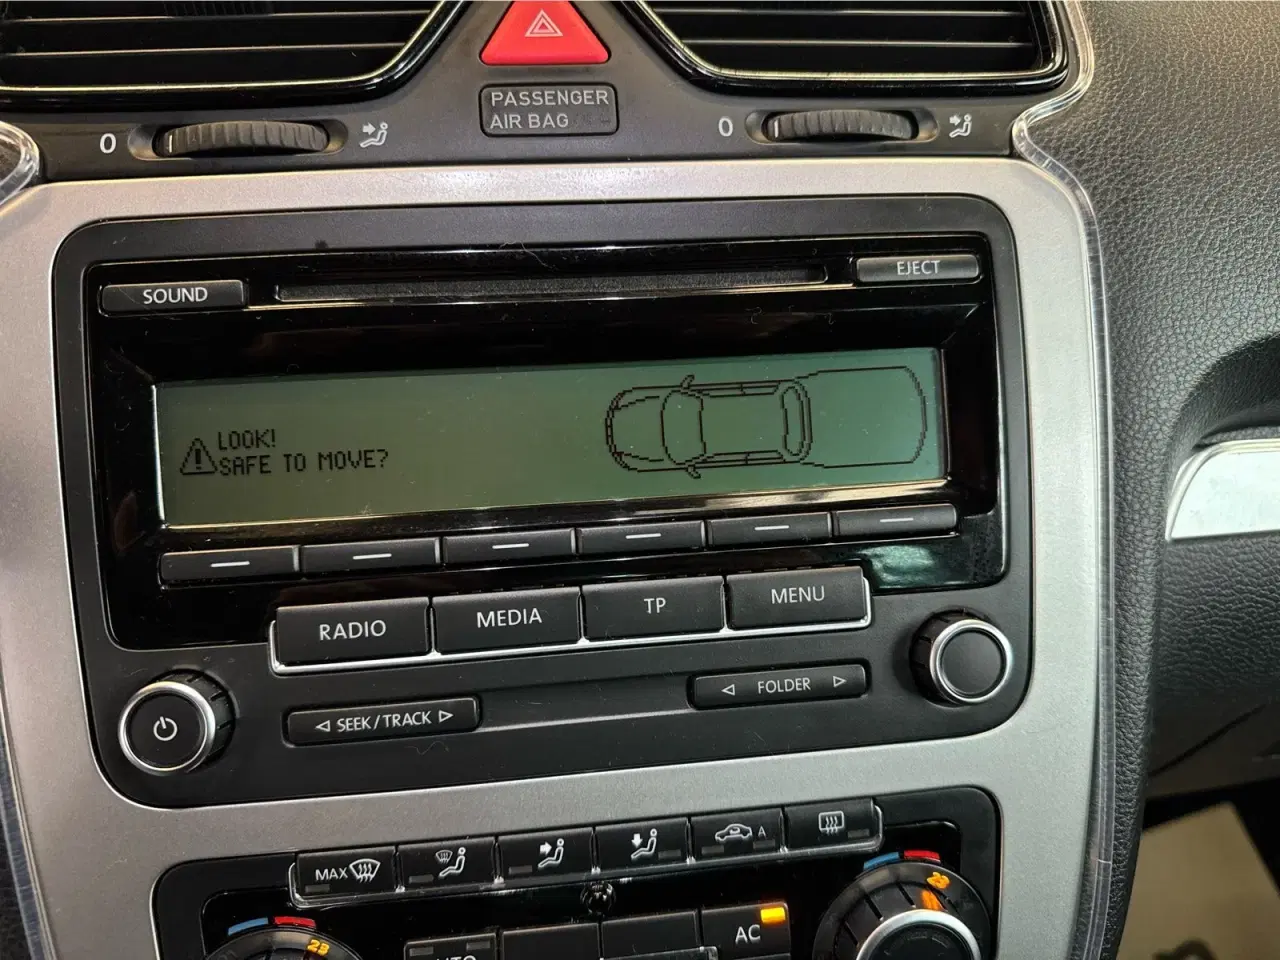 PASSENGER
AIR BAG
0
0
SOUND
EJECT
LOOK!
SAFE TO MOVE?
RADIO
MEDIA
TP
MENU
SEEK/TRACK
FOLDER
MAX
A
AC